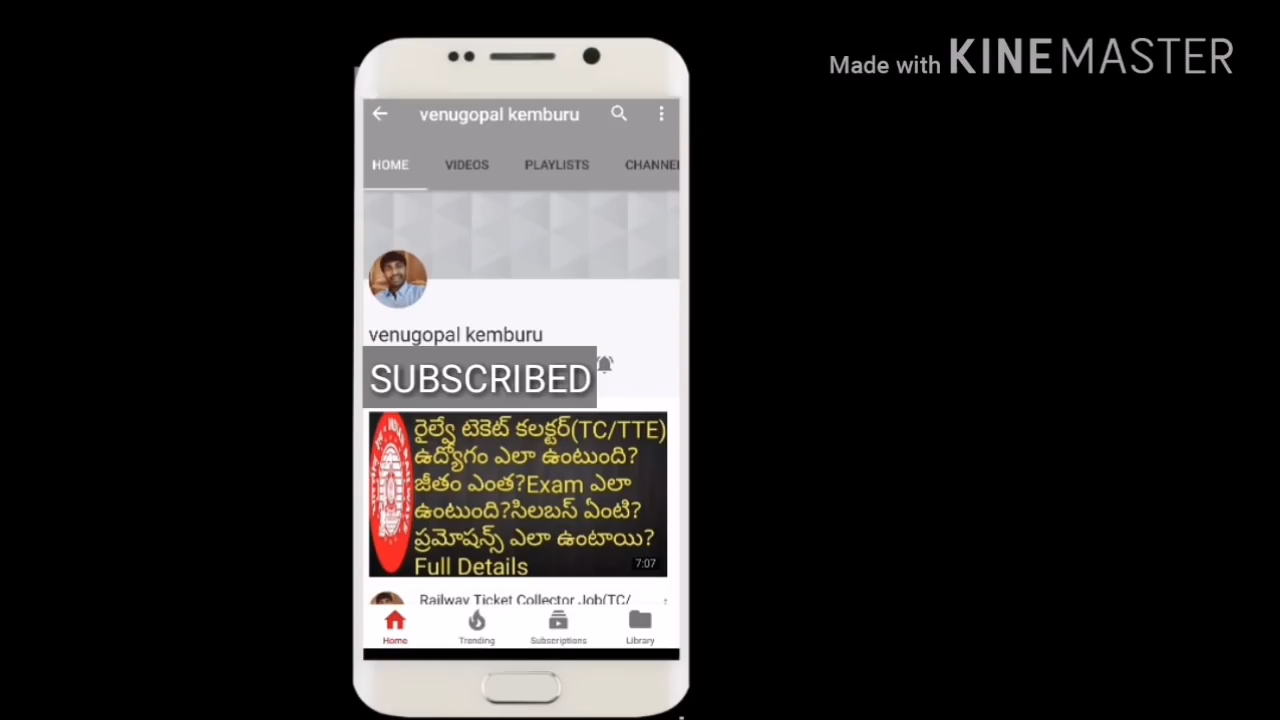 Made with KINEMASTER
venugopal kemburu
HOME VIDEOS PLAYLISTS CHANNEL
venugopal kemburu
SUBSCRIBED
రైల్వే టికెట్ కలక్టర్(TC/TTE)
ఉద్యోగం ఎలా ఉంటుంది?
జీతం ఎంత?Exam ఎలా
ఉంటుంది?సిలబస్ ఏంటి?
ప్రమోషన్స్ ఎలా ఉంటాయి?
Full Details
7:07
Railway Ticket Collector Job(TC/
Home Trending Subscriptions Library